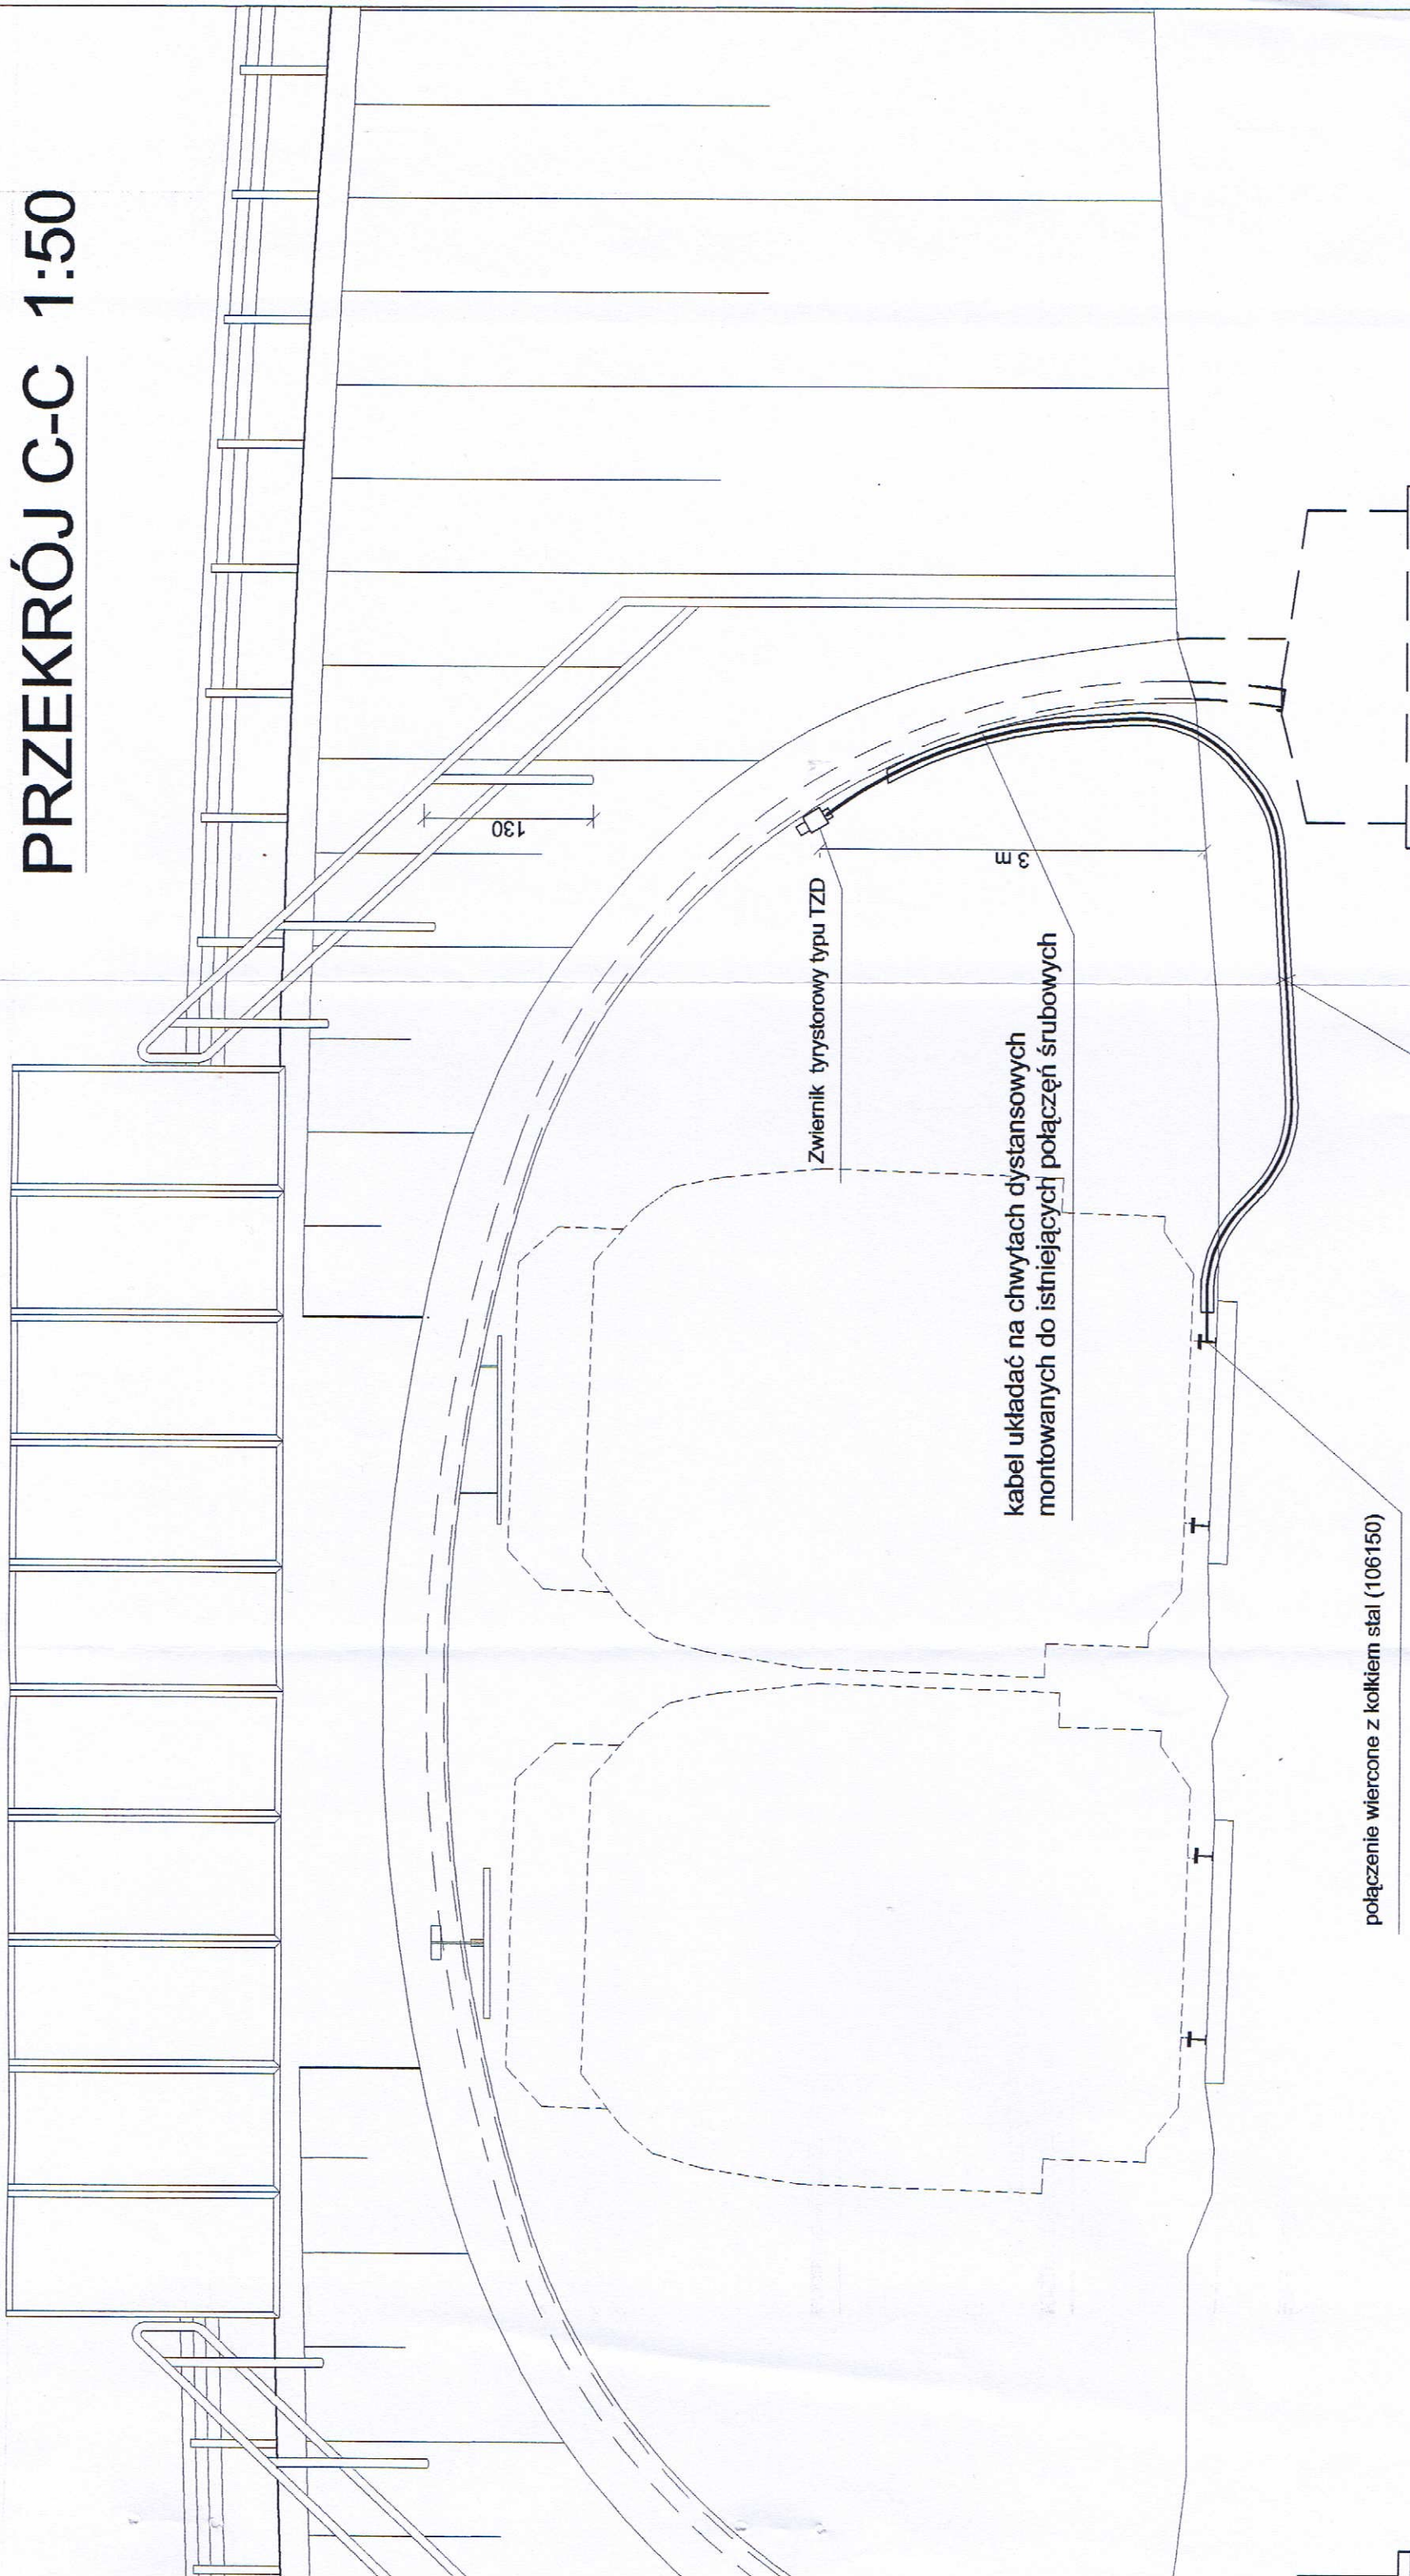 PRZEKRÓJ C-C 1:50
130
3 m
Zwiernik tyrystorowy typu TZD
kabel układać na chwytach dystansowych
montowanych do istniejących połączęń śrubowych
połączenie wiercone z kołkiem stal (106150)